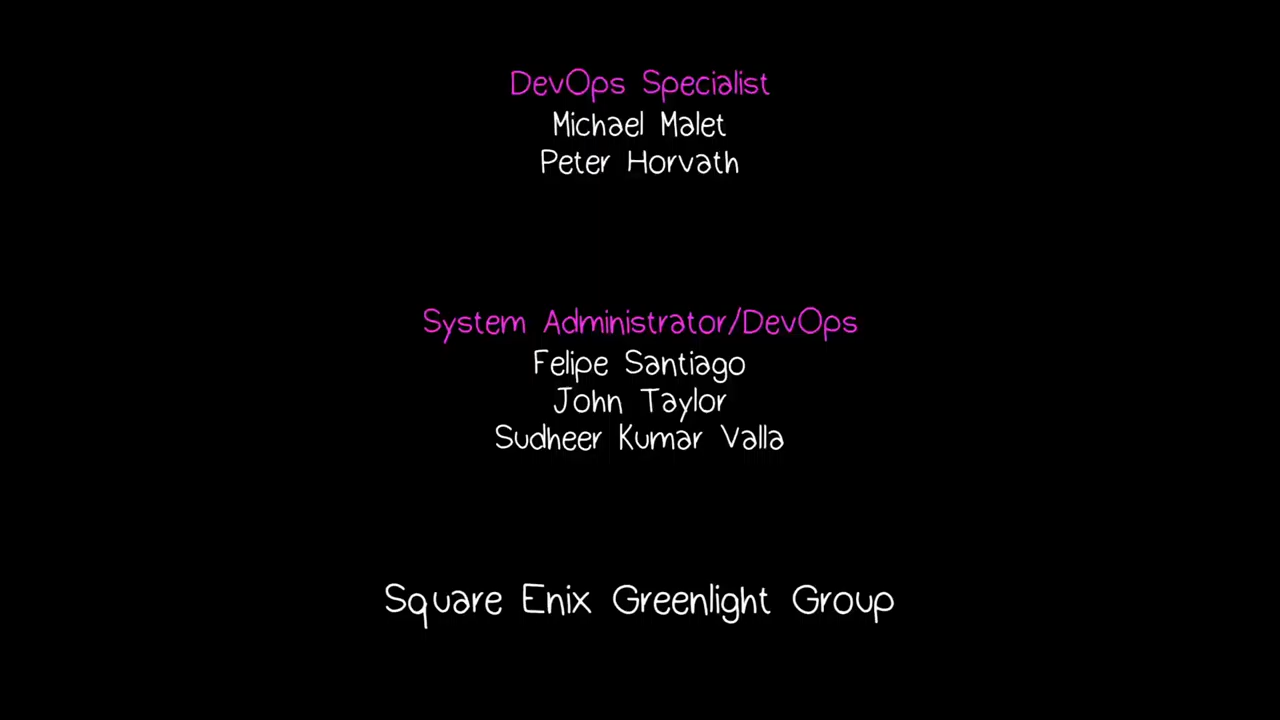 DevOps Specialist
Michael Malet
Peter Horvath
System Administrator/DevOps
Felipe Santiago
John Taylor
Sudheer Kumar Valla
Square Enix Greenlight Group